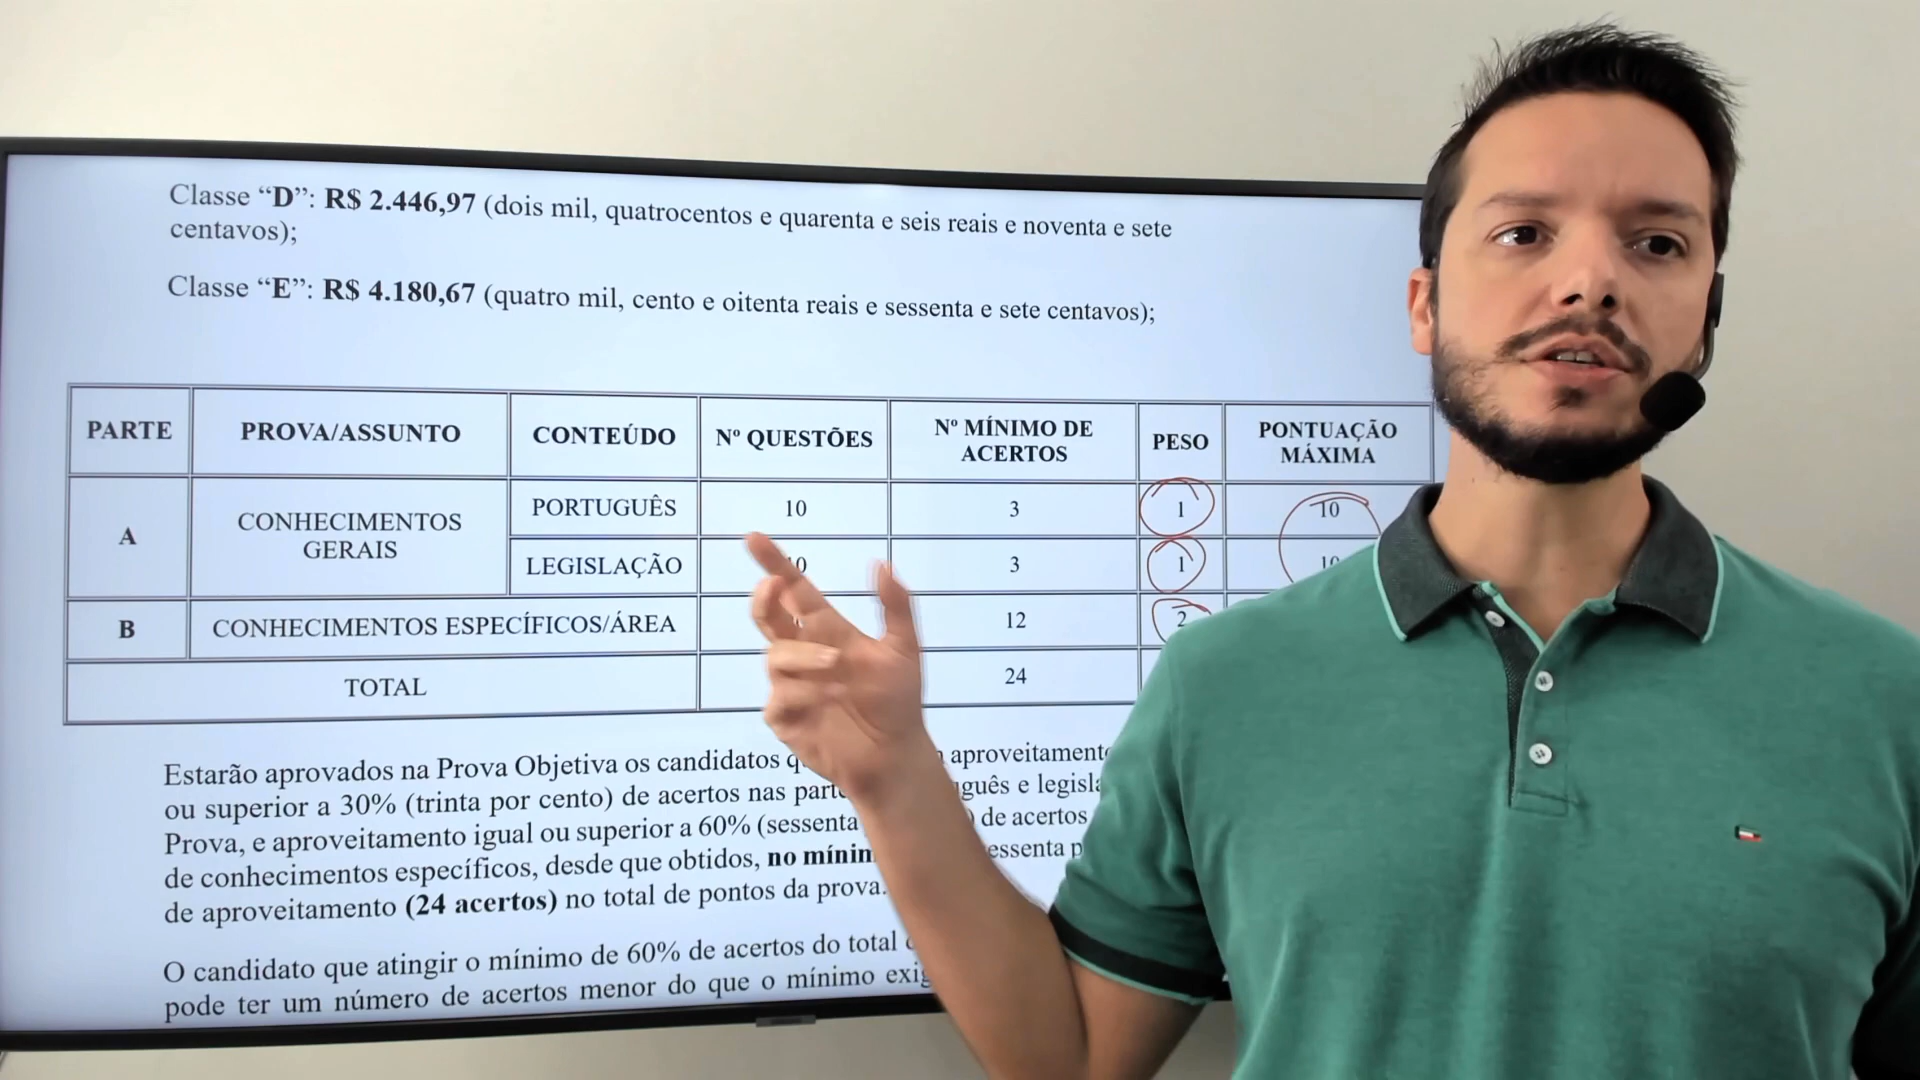 Classe “D”: R$ 2.446,97 (dois mil, quatrocentos e quarenta e seis reais e noventa e sete
centavos);
Classe “E”: R$ 4.180,67 (quatro mil, cento e oitenta reais e sessenta e sete centavos);
PARTE PROVA/ASSUNTO CONTEÚDO Nº QUESTÕES Nº MÍNIMO DE ACERTOS PESO PONTUAÇÃO MÁXIMA
A CONHECIMENTOS GERAIS PORTUGUÊS 10 3 1 10
LEGISLAÇÃO 3 1
B CONHECIMENTOS ESPECÍFICOS/ÁREA 12 2
TOTAL 24
Estarão aprovados na Prova Objetiva os candidatos aproveitamento
ou superior a 30% (trinta por cento) de acertos nas
Prova, e aproveitamento igual ou superior a 60% (sessenta de acertos
de conhecimentos específicos, desde que obtidos, no
de aproveitamento (24 acertos) no total de pontos da prova.
O candidato que atingir o mínimo de 60% de acertos do total
pode ter um número de acertos menor do que o mínimo